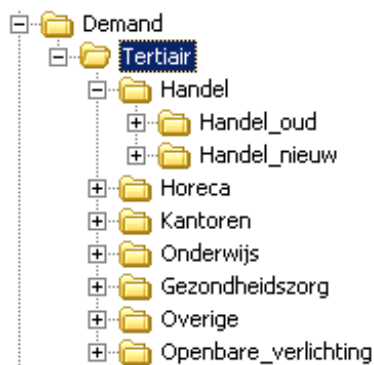 Demand
Tertiair
Handel
Handel_oud
Handel_nieuw
Horeca
Kantoren
Onderwijs
Gezondheidszorg
Overige
Openbare_verlichting